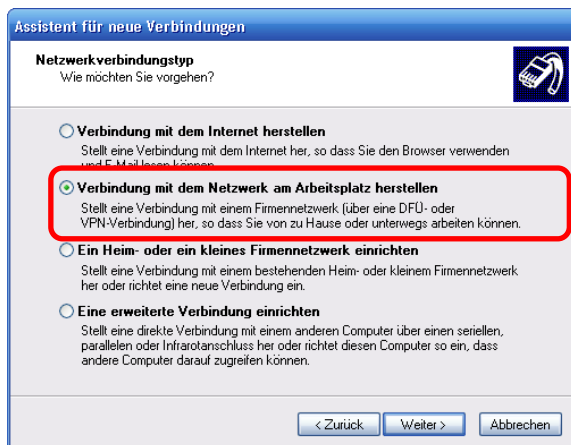 Assistent für neue Verbindungen
Netzwerkverbindungstyp
Wie möchten Sie vorgehen?
Verbindung mit dem Internet herstellen
Stellt eine Verbindung mit dem Internet her, so dass Sie den Browser verwenden
und E-Mail lesen können.
Verbindung mit dem Netzwerk am Arbeitsplatz herstellen
Stellt eine Verbindung mit einem Firmennetzwerk (über eine DFÜ- oder
VPN-Verbindung) her, so dass Sie von zu Hause oder unterwegs arbeiten können.
Ein Heim- oder ein kleines Firmennetzwerk einrichten
Stellt eine Verbindung mit einem bestehenden Heim- oder kleinem Firmennetzwerk
her oder richtet eine neue Verbindung ein.
Eine erweiterte Verbindung einrichten
Stellt eine direkte Verbindung mit einem anderen Computer über einen seriellen,
parallelen oder Infrarotanschluss her oder richtet diesen Computer so ein, dass
andere Computer darauf zugreifen können.
< Zurück Weiter > Abbrechen